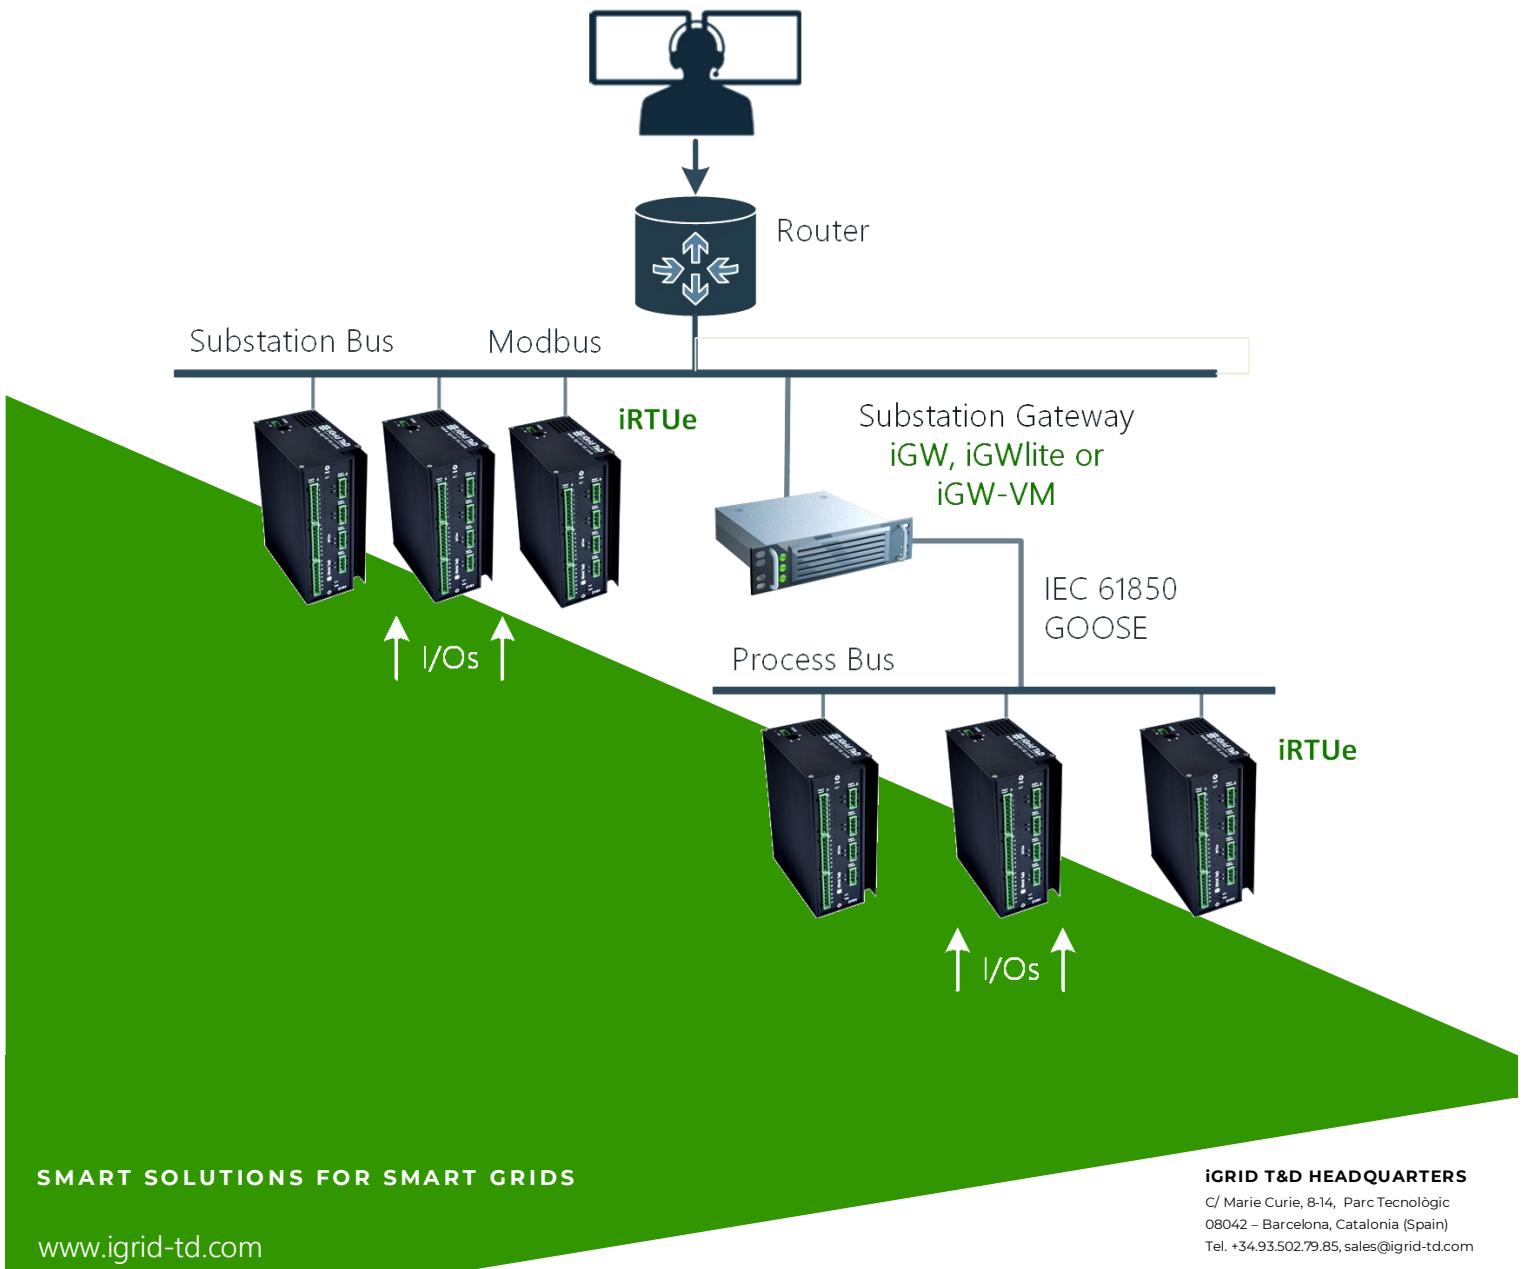 Router
Substation Bus
Modbus
iRTUe
Substation Gateway
iGW, iGWlite or
iGW-VM
IEC 61850
GOOSE
I/Os
Process Bus
iRTUe
I/Os
SMART SOLUTIONS FOR SMART GRIDS
www.igrid-td.com
iGRID T&D HEADQUARTERS
C/ Marie Curie, 8-14, Parc Tecnològic
08042 – Barcelona, Catalonia (Spain)
Tel. +34.93.502.79.85, sales@igrid-td.com